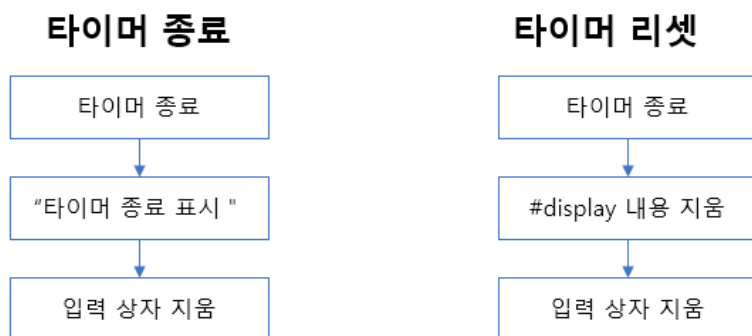 타이머 종료
타이머 종료
“타이머 종료 표시 "
입력 상자 지움
타이머 리셋
타이머 종료
#display 내용 지움
입력 상자 지움